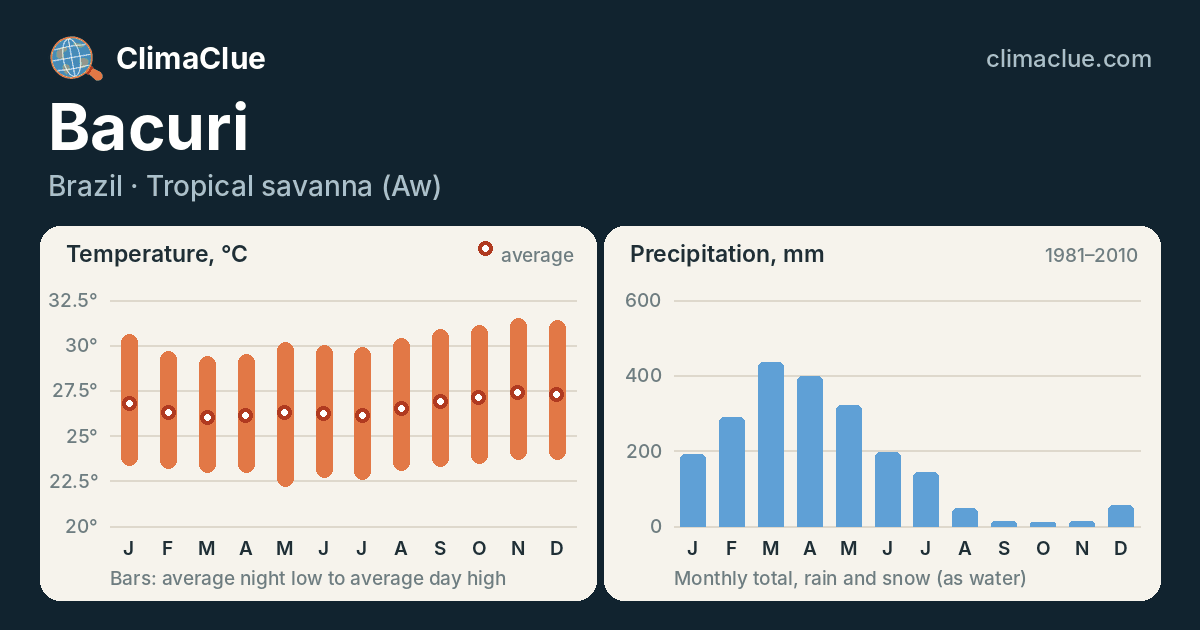 ClimaClue
climaclue.com
Bacuri
Brazil · Tropical savanna (Aw)
Temperature, °C
average
32.5°
30°
27.5°
25°
22.5°
20°
J F M A M J J A S O N D
Bars: average night low to average day high
Precipitation, mm
1981–2010
600
400
200
0
J F M A M J J A S O N D
Monthly total, rain and snow (as water)